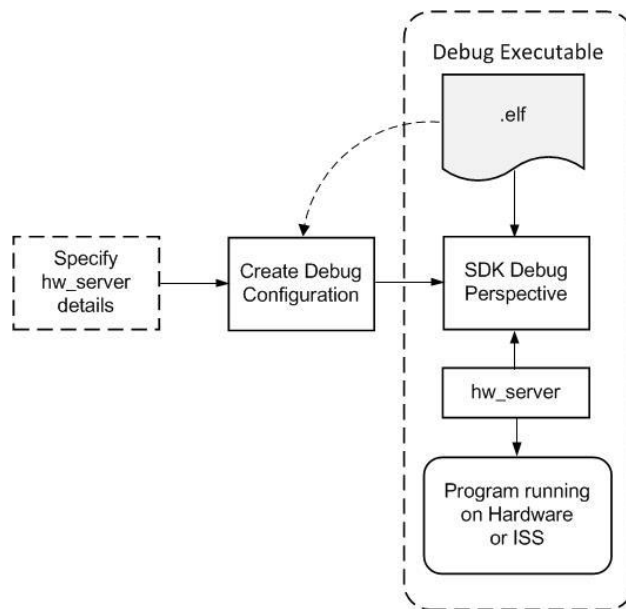 Debug Executable
.elf
Specify
hw_server
details
Create Debug
Configuration
SDK Debug
Perspective
hw_server
Program running
on Hardware
or ISS